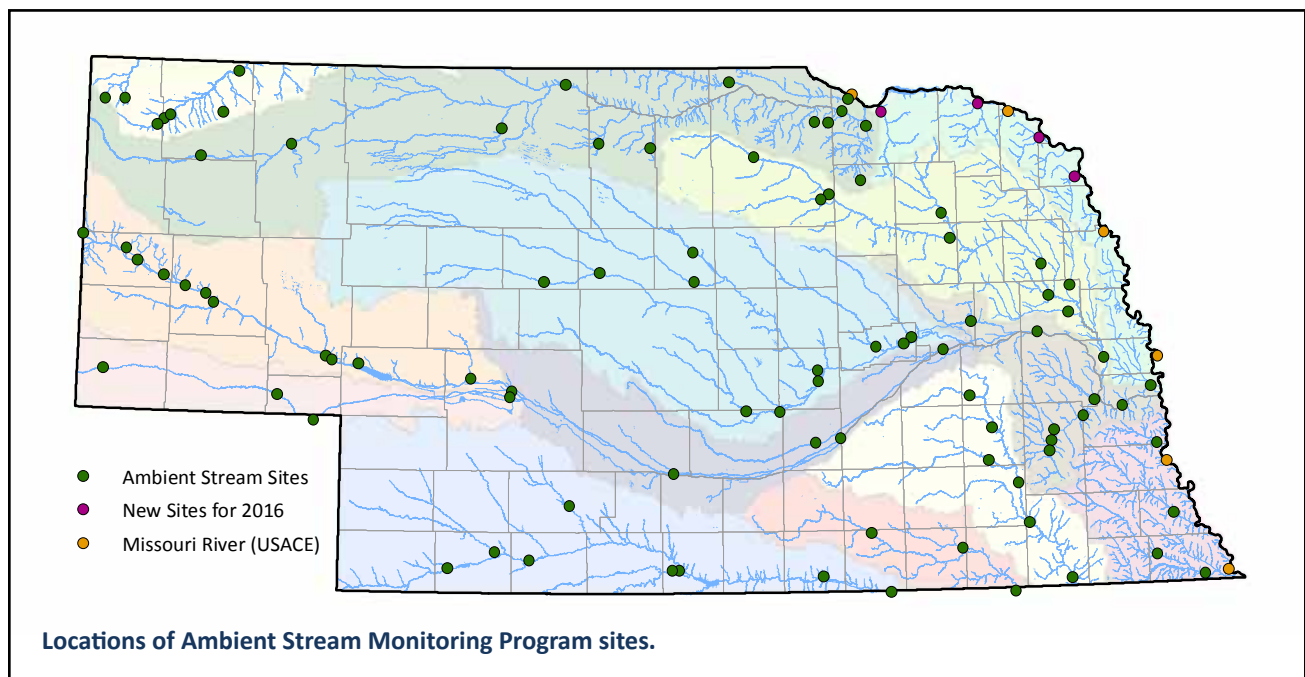 Ambient Stream Sites
New Sites for 2016
Missouri River (USACE)
Locations of Ambient Stream Monitoring Program sites.